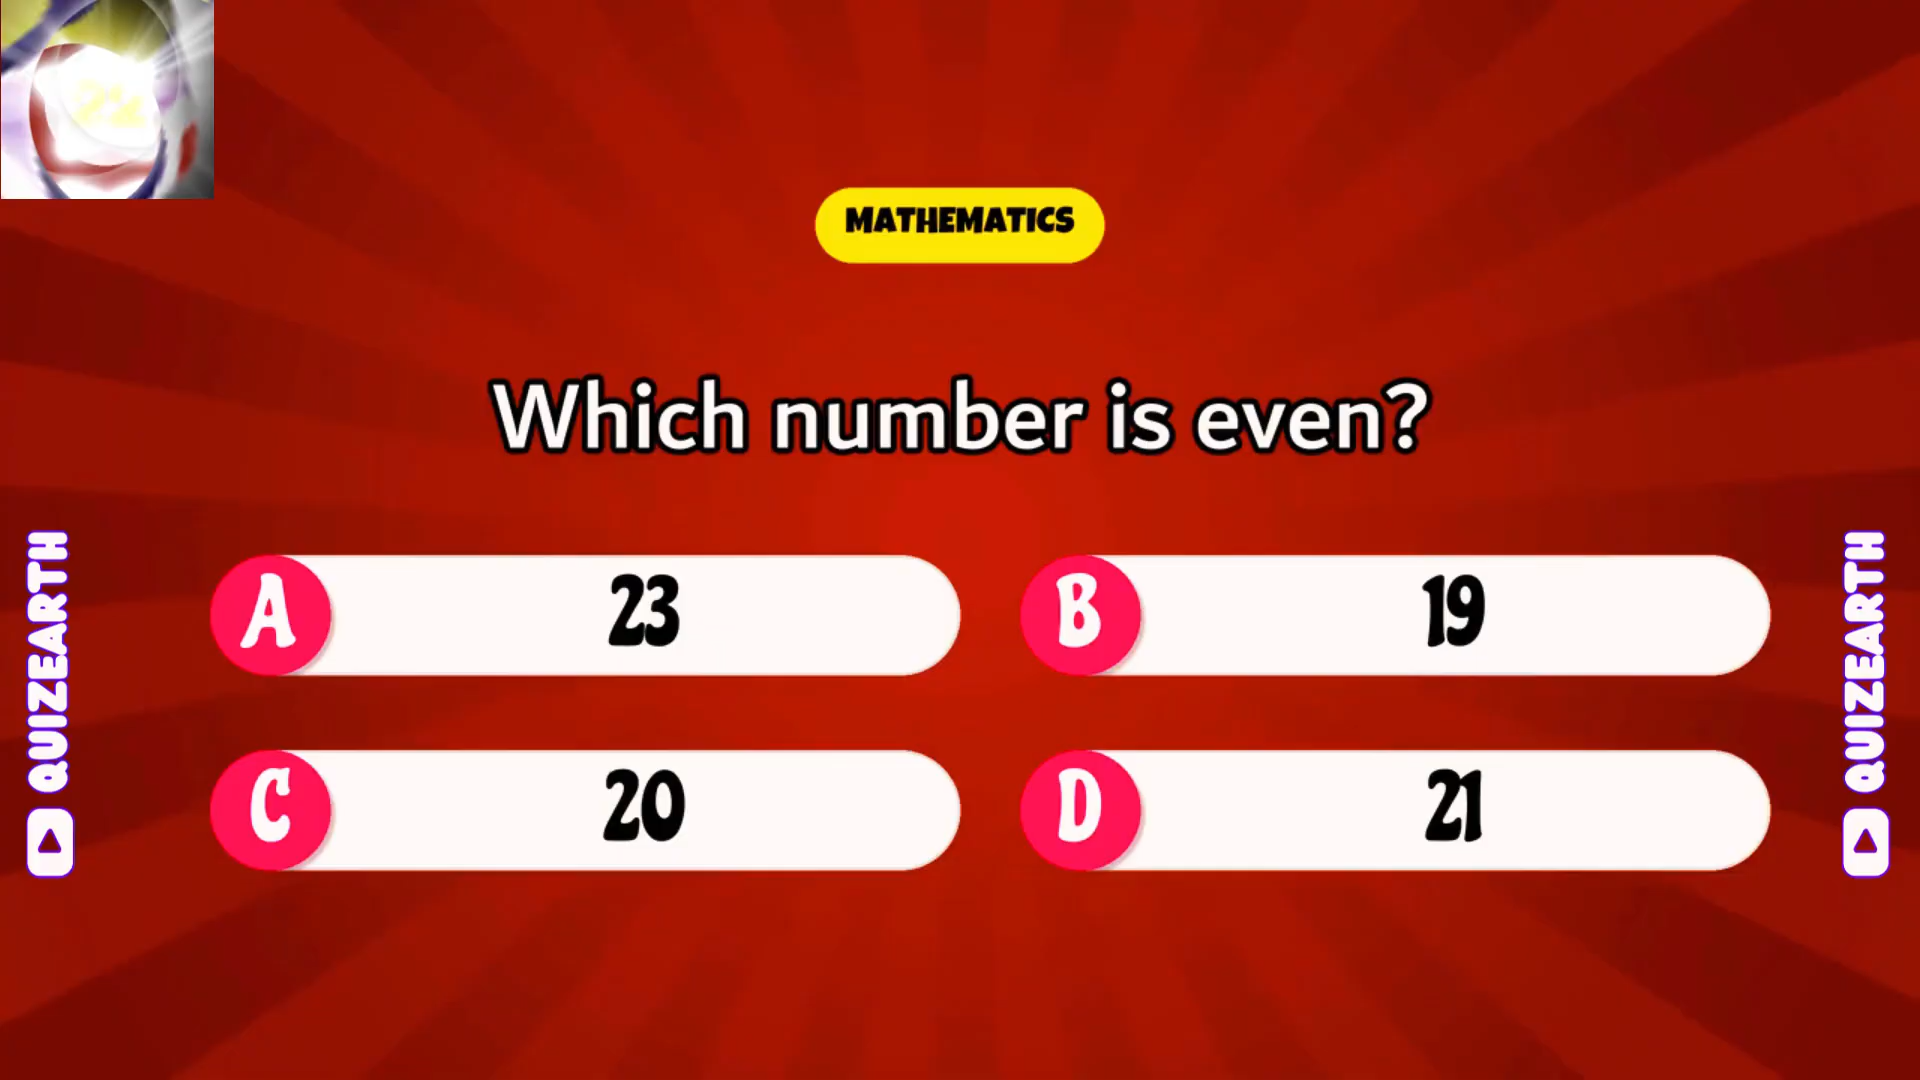 MATHEMATICS
Which number is even?
A 23
B 19
C 20
D 21
QUIZEARTH
QUIZEARTH